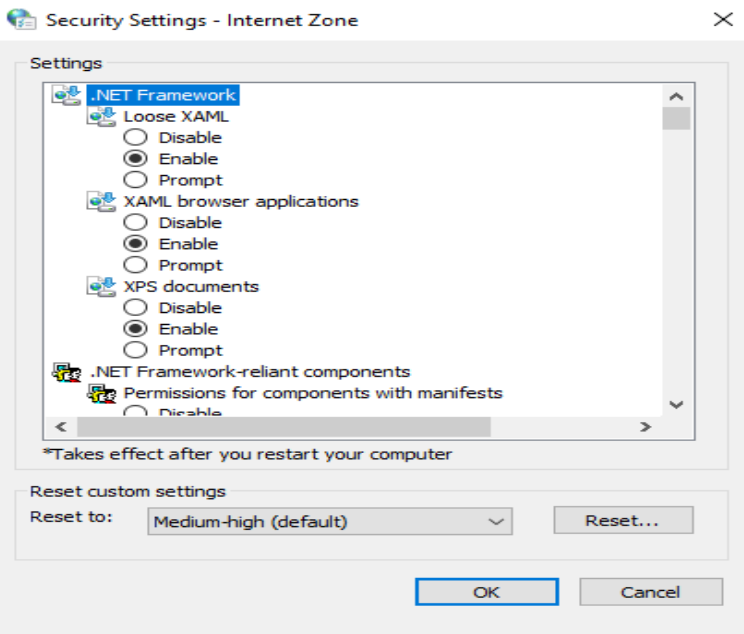 Security Settings - Internet Zone
Settings
.NET Framework
Loose XAML
Disable
Enable
Prompt
XAML browser applications
Disable
Enable
Prompt
XPS documents
Disable
Enable
Prompt
.NET Framework-reliant components
Permissions for components with manifests
Disable
*Takes effect after you restart your computer
Reset custom settings
Reset to: Medium-high (default) Reset...
OK Cancel